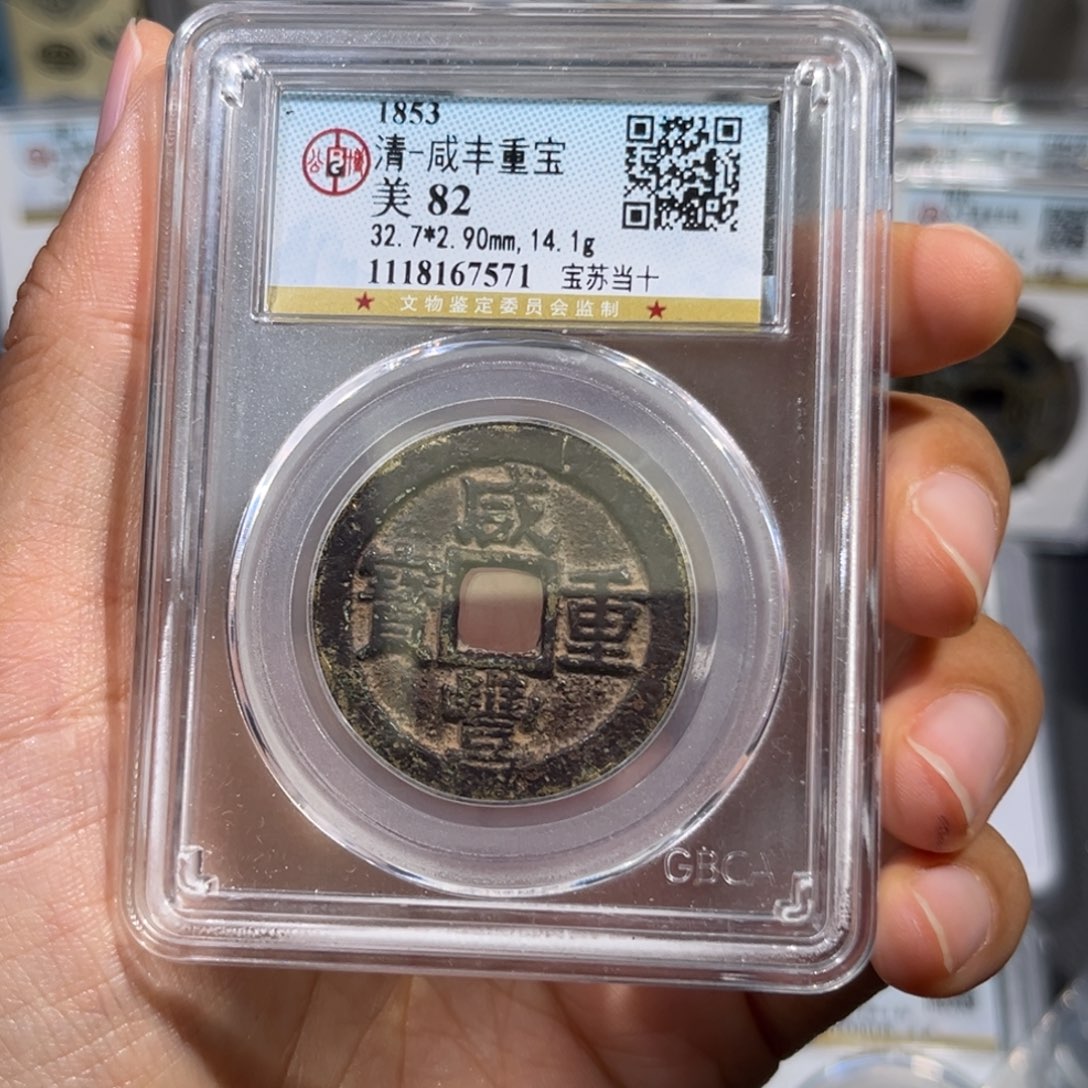 1853
清-咸丰重宝
美 82
32.7*2.90mm,14.1g
1118167571 宝苏当十
★ 文物鉴定委员会监制 ★
咸
寶 重
豐
GBCA